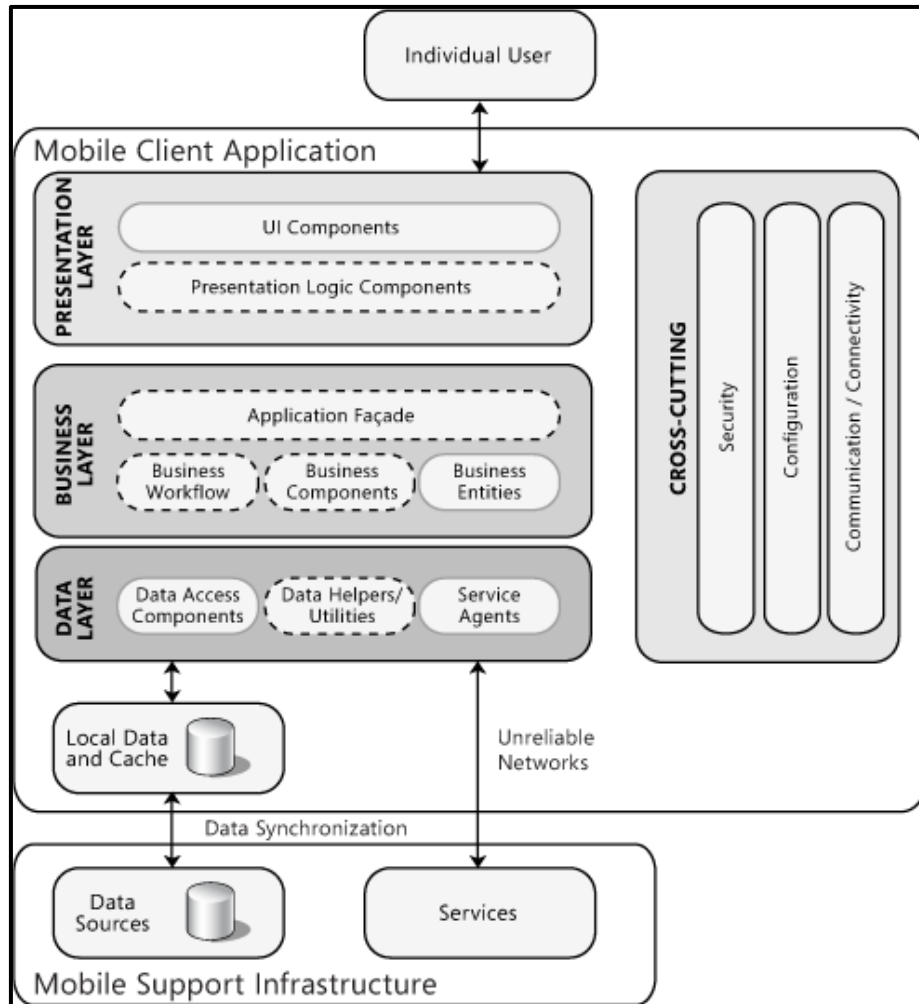 Individual User
Mobile Client Application
PRESENTATION
LAYER
UI Components
Presentation Logic Components
BUSINESS
LAYER
Application Façade
Business
Workflow
Business
Components
Business
Entities
DATA
LAYER
Data Access
Components
Data Helpers/
Utilities
Service
Agents
CROSS-CUTTING
Security
Configuration
Communication / Connectivity
Local Data
and Cache
Unreliable
Networks
Data Synchronization
Data
Sources
Services
Mobile Support Infrastructure